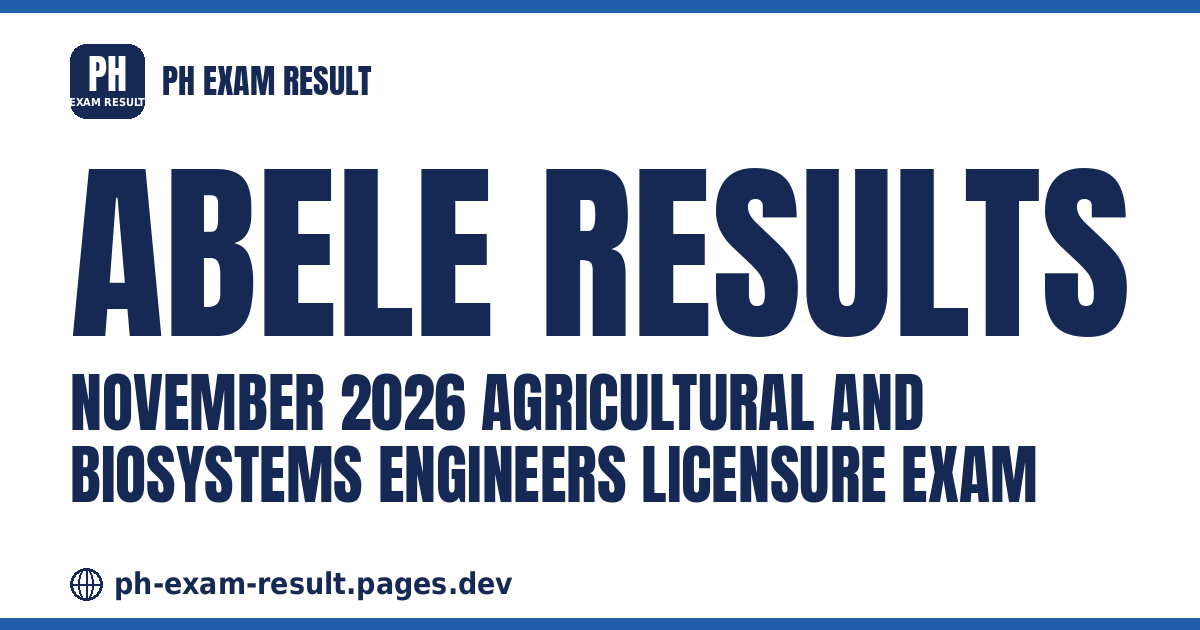 PH
EXAM RESULT
PH EXAM RESULT
ABELE RESULTS
NOVEMBER 2026 AGRICULTURAL AND
BIOSYSTEMS ENGINEERS LICENSURE EXAM
ph-exam-result.pages.dev